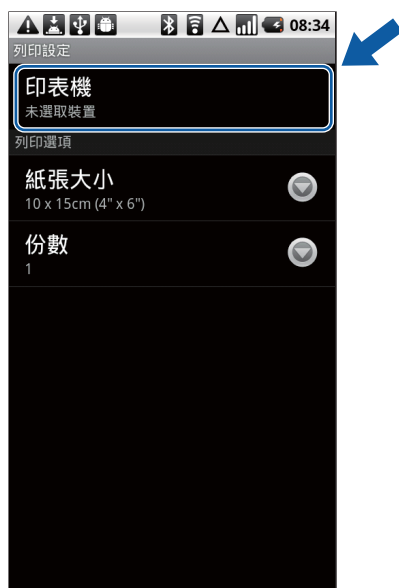 08:34
列印設定
印表機
未選取裝置
列印選項
紙張大小
10 x 15cm (4" x 6")
份數
1